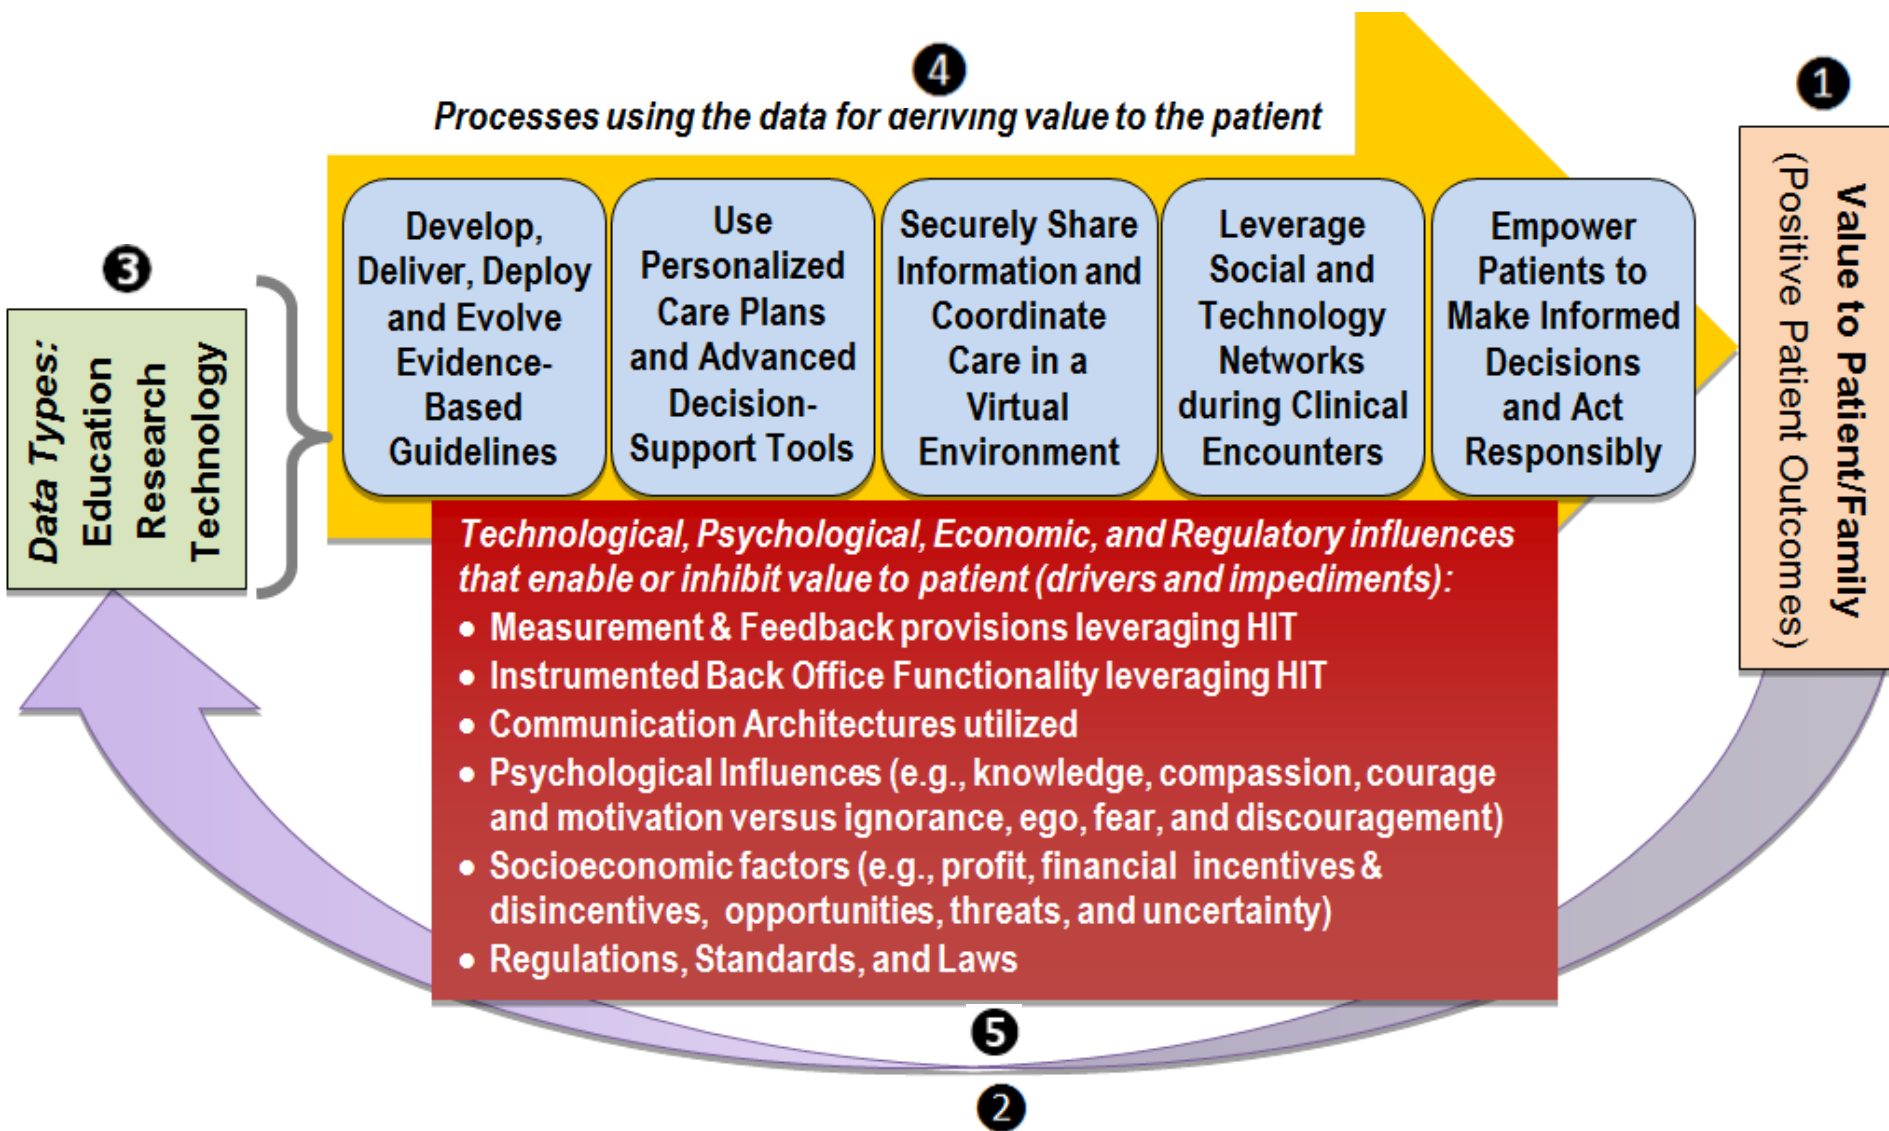 ❹
Processes using the data for deriving value to the patient
❶
Value to Patient/Family
(Positive Patient Outcomes)
❸
Data Types:
Education
Research
Technology
Develop,
Deliver, Deploy
and Evolve
Evidence-
Based
Guidelines
Use
Personalized
Care Plans
and Advanced
Decision-
Support Tools
Securely Share
Information and
Coordinate
Care in a
Virtual
Environment
Leverage
Social and
Technology
Networks
during Clinical
Encounters
Empower
Patients to
Make Informed
Decisions
and Act
Responsibly
Technological, Psychological, Economic, and Regulatory influences
that enable or inhibit value to patient (drivers and impediments):
• Measurement & Feedback provisions leveraging HIT
• Instrumented Back Office Functionality leveraging HIT
• Communication Architectures utilized
• Psychological Influences (e.g., knowledge, compassion, courage
and motivation versus ignorance, ego, fear, and discouragement)
• Socioeconomic factors (e.g., profit, financial incentives &
disincentives, opportunities, threats, and uncertainty)
• Regulations, Standards, and Laws
❺
❷